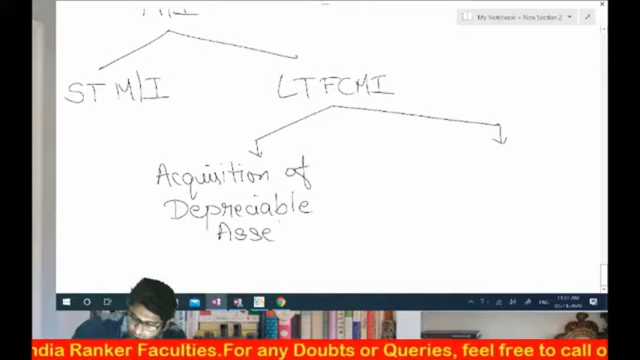 My Notebook > New Section 2
M/I
STM/I LTFCMI
Acquisition of
Depreciable
Asse
ENG
ndia Ranker Faculties.For any Doubts or Queries, feel free to call o